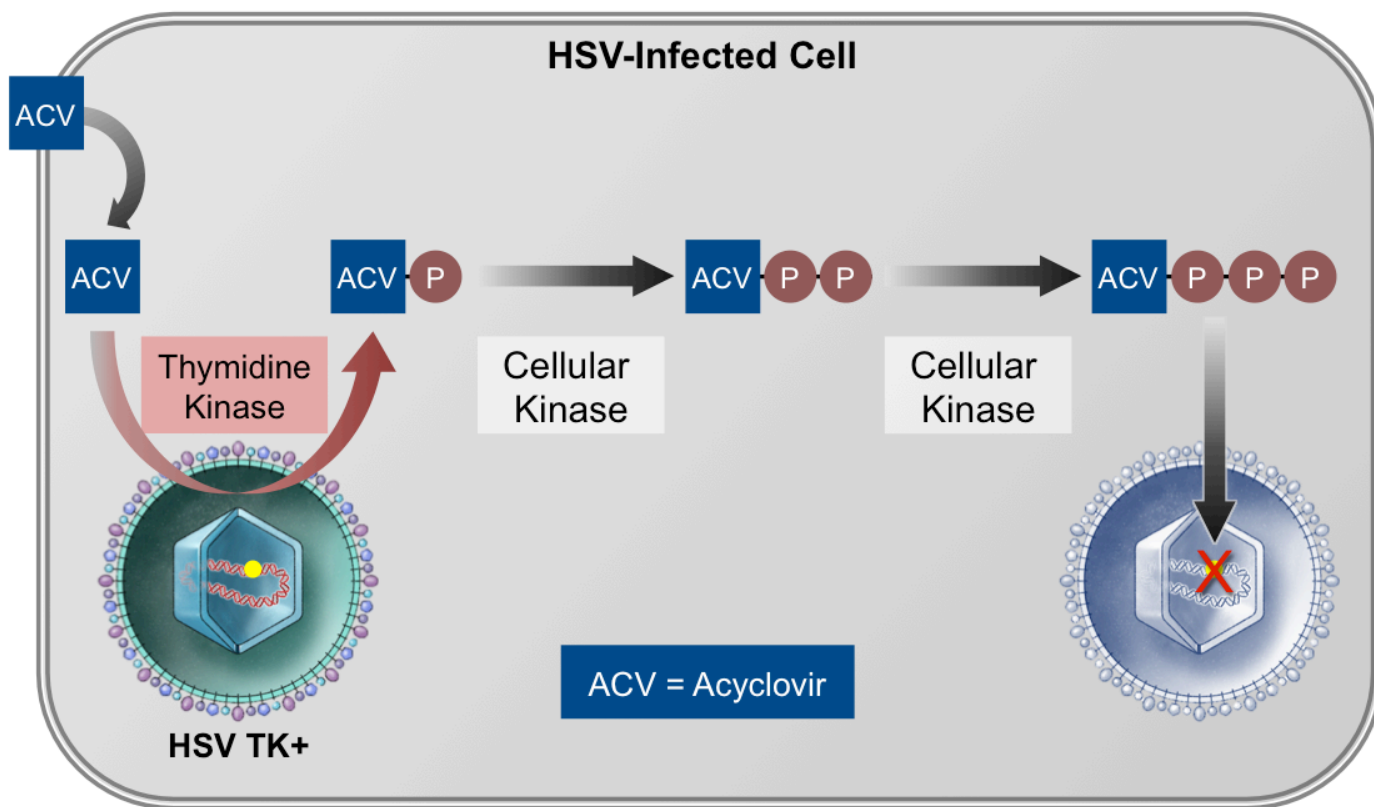 HSV-Infected Cell
ACV
ACV
ACV P
ACV P P
ACV P P P
Thymidine
Kinase
Cellular
Kinase
Cellular
Kinase
X
ACV = Acyclovir
HSV TK+